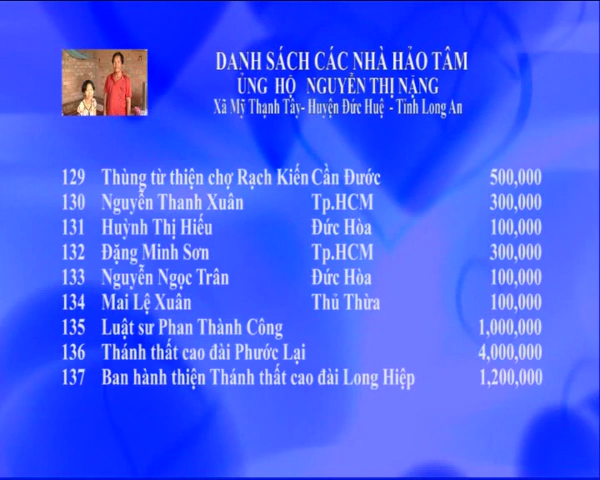 DANH SÁCH CÁC NHÀ HẢO TÂM
ỦNG HỘ NGUYỄN THỊ NẶNG
Xã Mỹ Thạnh Tây- Huyện Đức Huệ - Tỉnh Long An
129 Thùng từ thiện chợ Rạch Kiến Cần Đước 500,000
130 Nguyễn Thanh Xuân Tp.HCM 300,000
131 Huỳnh Thị Hiếu Đức Hòa 100,000
132 Đặng Minh Sơn Tp.HCM 300,000
133 Nguyễn Ngọc Trân Đức Hòa 100,000
134 Mai Lệ Xuân Thủ Thừa 100,000
135 Luật sư Phan Thành Công 1,000,000
136 Thánh thất cao đài Phước Lại 4,000,000
137 Ban hành thiện Thánh thất cao đài Long Hiệp 1,200,000